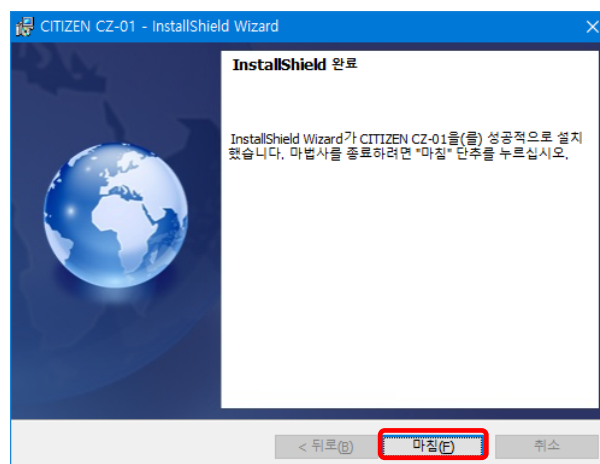 CITIZEN CZ-01 - InstallShield Wizard
InstallShield 완료
InstallShield Wizard가 CITIZEN CZ-01을(를) 성공적으로 설치
했습니다. 마법사를 종료하려면 "마침" 단추를 누르십시오.
< 뒤로(B) 마침(F) 취소